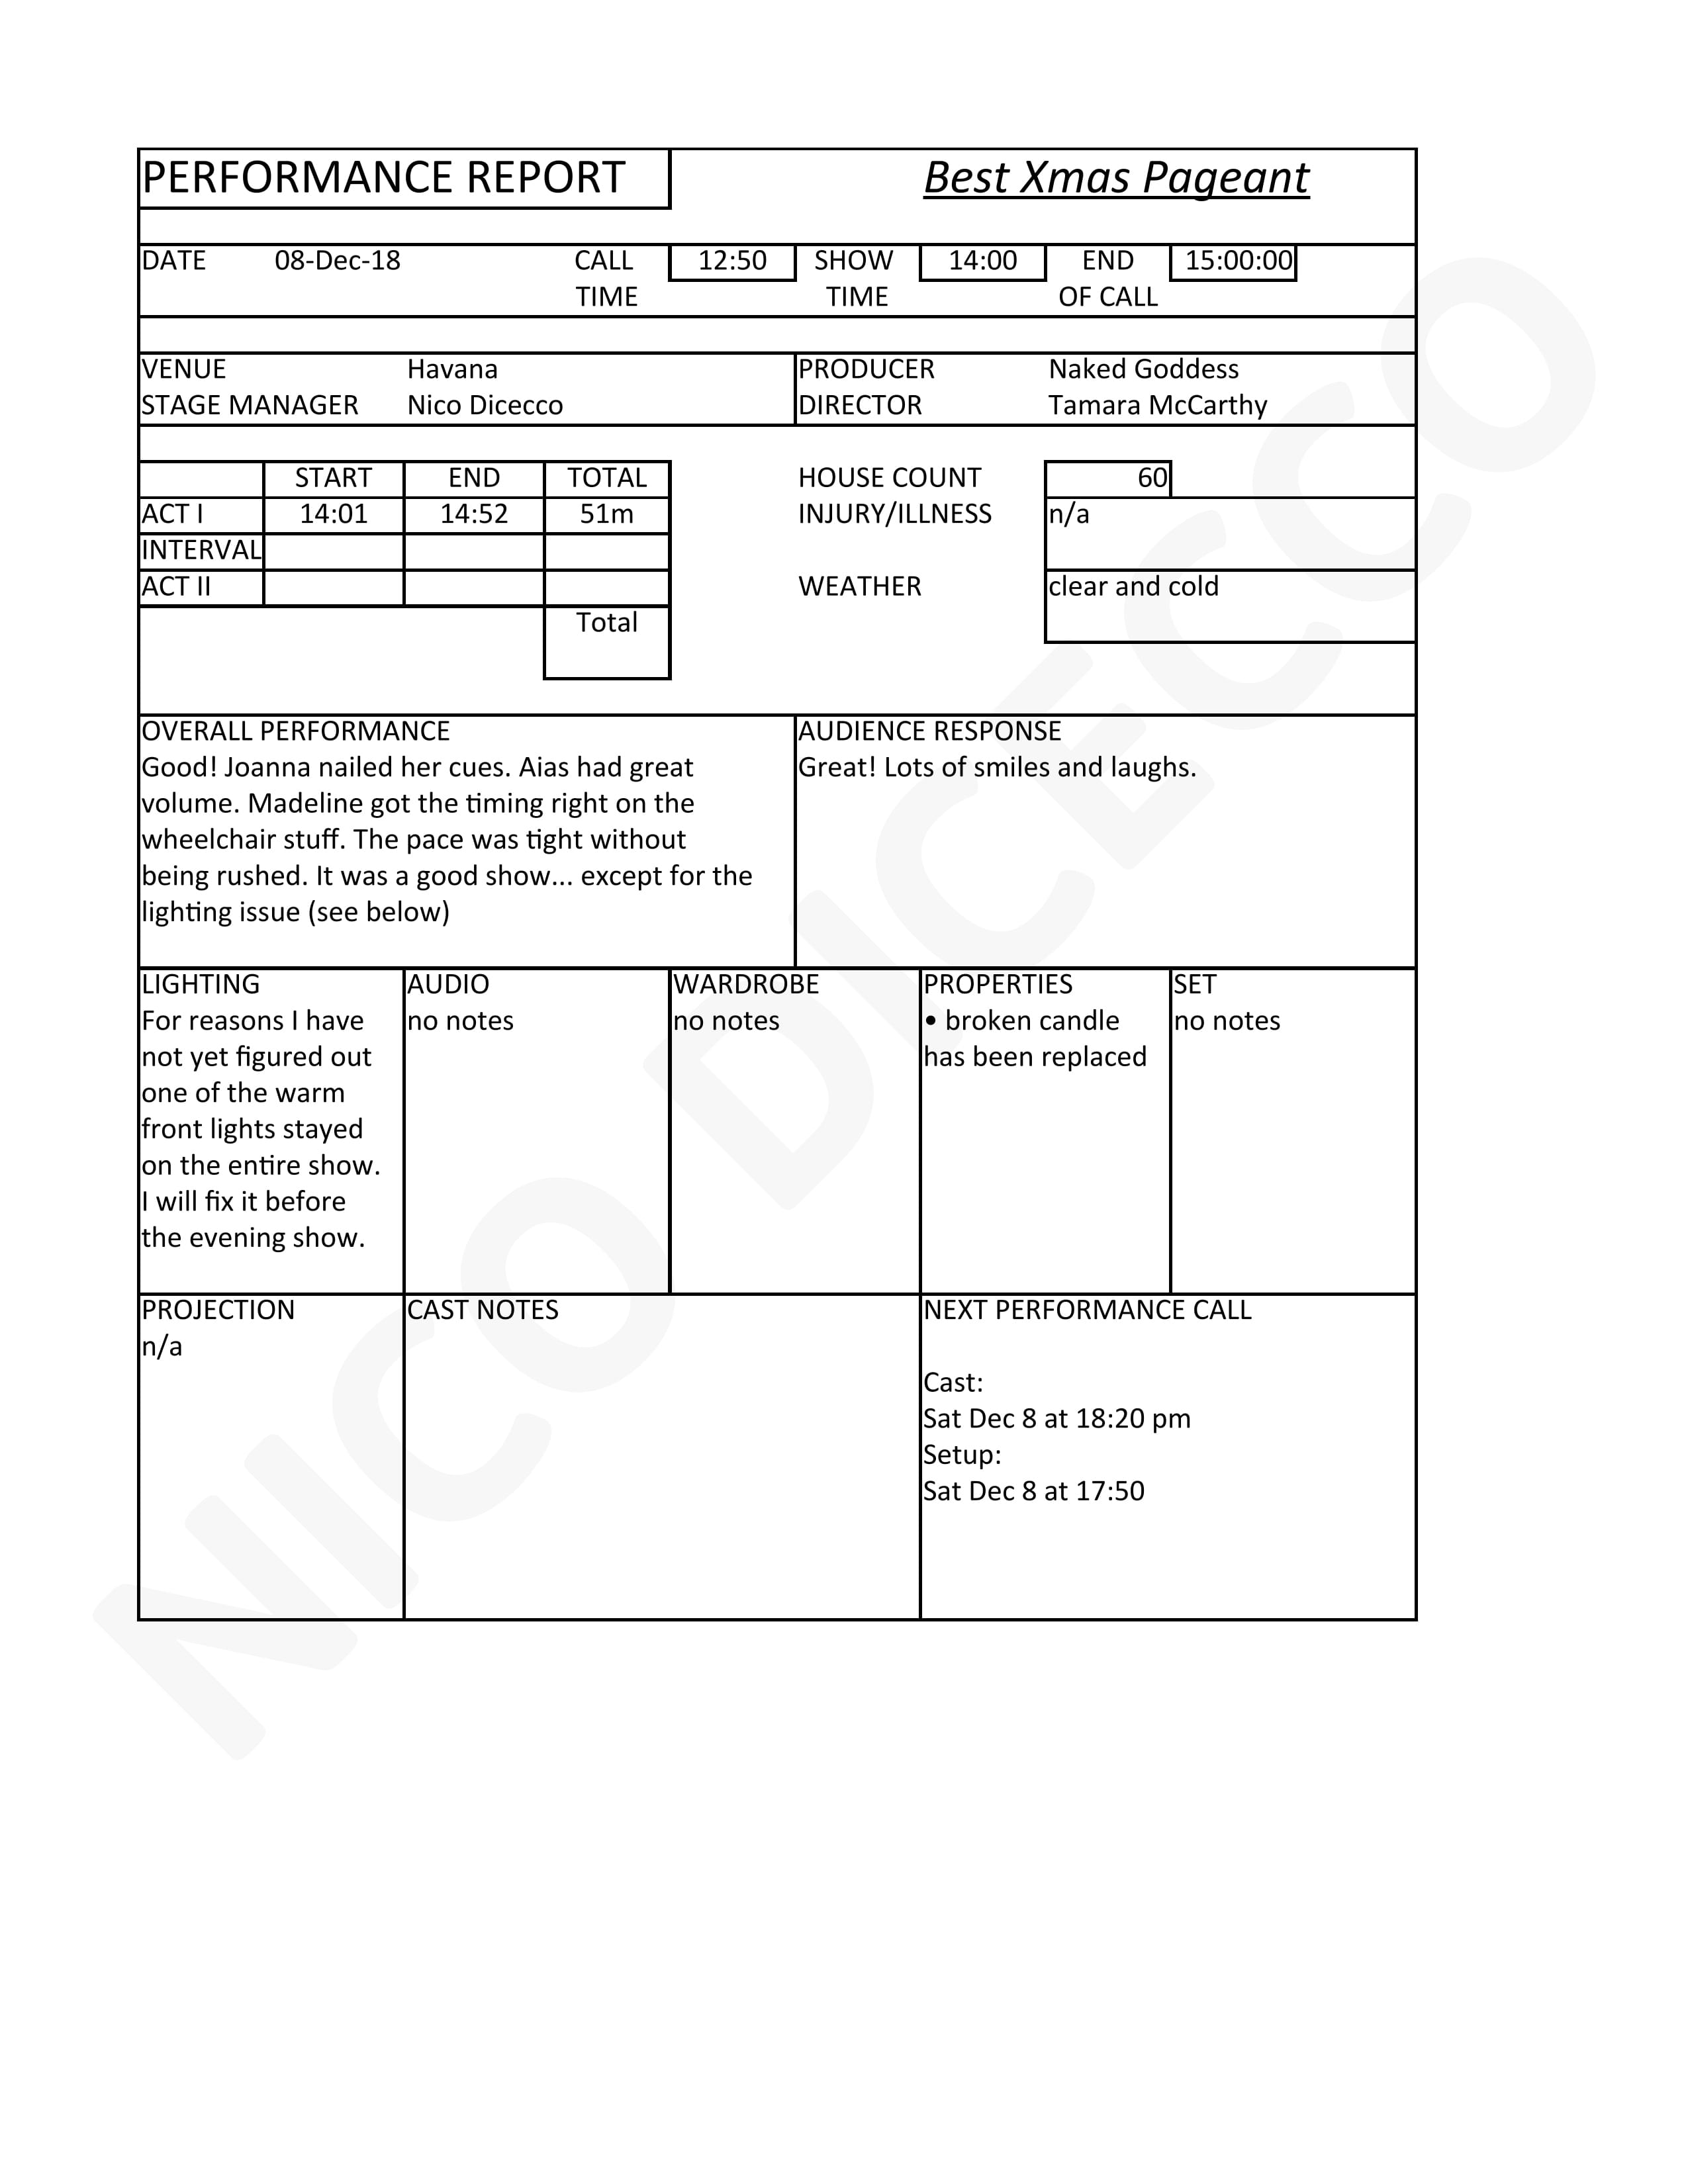 PERFORMANCE REPORT Best Xmas Pageant
DATE 08-Dec-18 CALL TIME 12:50 SHOW TIME 14:00 END OF CALL 15:00:00
VENUE Havana PRODUCER Naked Goddess
STAGE MANAGER Nico Dicecco DIRECTOR Tamara McCarthy
START END TOTAL
ACT I 14:01 14:52 51m
INTERVAL
ACT II
Total
HOUSE COUNT 60
INJURY/ILLNESS n/a
WEATHER clear and cold
OVERALL PERFORMANCE
Good! Joanna nailed her cues. Aias had great
volume. Madeline got the timing right on the
wheelchair stuff. The pace was tight without
being rushed. It was a good show... except for the
lighting issue (see below)
AUDIENCE RESPONSE
Great! Lots of smiles and laughs.
LIGHTING
For reasons I have
not yet figured out
one of the warm
front lights stayed
on the entire show.
I will fix it before
the evening show.
AUDIO
no notes
WARDROBE
no notes
PROPERTIES
• broken candle
has been replaced
SET
no notes
PROJECTION
n/a
CAST NOTES
NEXT PERFORMANCE CALL
Cast:
Sat Dec 8 at 18:20 pm
Setup:
Sat Dec 8 at 17:50
NICO DICECCO